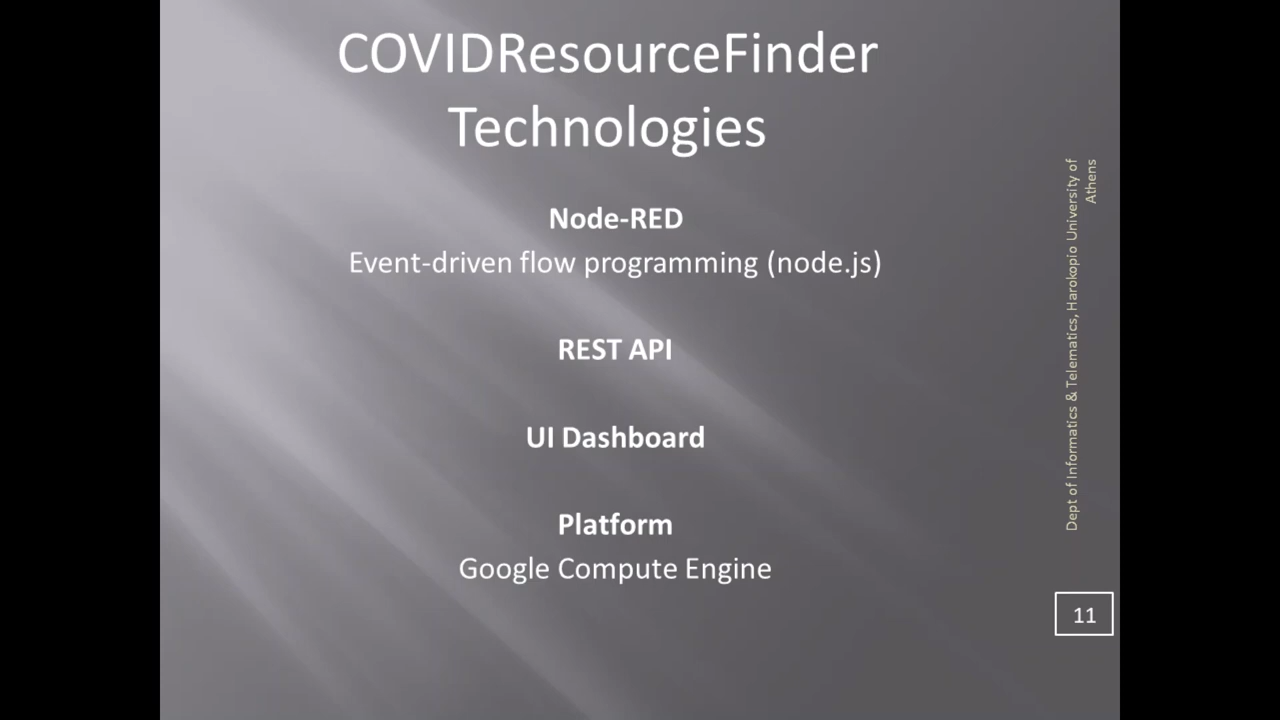 COVIDResourceFinder
Technologies
Node-RED
Event-driven flow programming (node.js)
REST API
UI Dashboard
Platform
Google Compute Engine
Dept of Informatics & Telematics, Harokopio University of
Athens
11